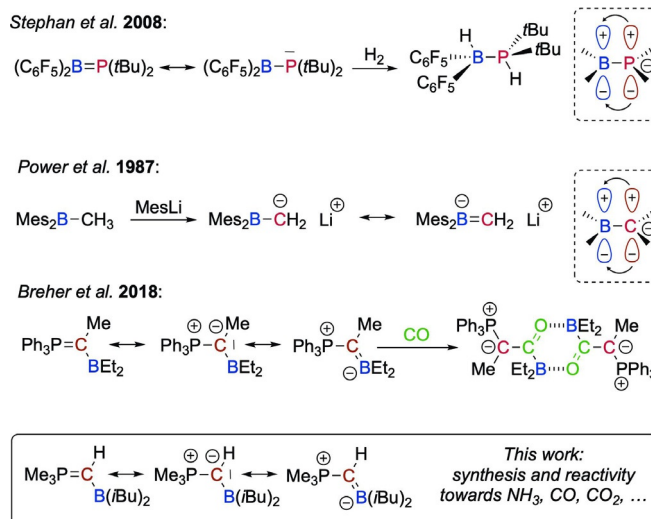 Stephan et al. 2008:
(C6F5)2B=P(tBu)2 ⟷ (C6F5)2B–P̅(tBu)2 H2 → H C6F5 C6F5 B–P tBu tBu H
+ + B–P ⊖ − −
Power et al. 1987:
Mes2B–CH3 MesLi → Mes2B–CH2 ⊖ Li ⊕ ⟷ Mes2B=CH2 ⊖ Li ⊕
+ + B–C ⊖ − −
Breher et al. 2018:
Ph3P=C Me BEt2 ⟷ Ph3P ⊕ –C ⊖ Me BEt2 ⟷ Ph3P ⊕ C Me BEt2 ⊖ CO → Ph3P ⊕ C ⊖ Me C O BEt2 Et2B O C C ⊖ Me PPh3 ⊕
Me3P=C H B(iBu)2 ⟷ Me3P ⊕ –C ⊖ H B(iBu)2 ⟷ Me3P ⊕ C H B(iBu)2 ⊖
This work:
synthesis and reactivity
towards NH3, CO, CO2, ...